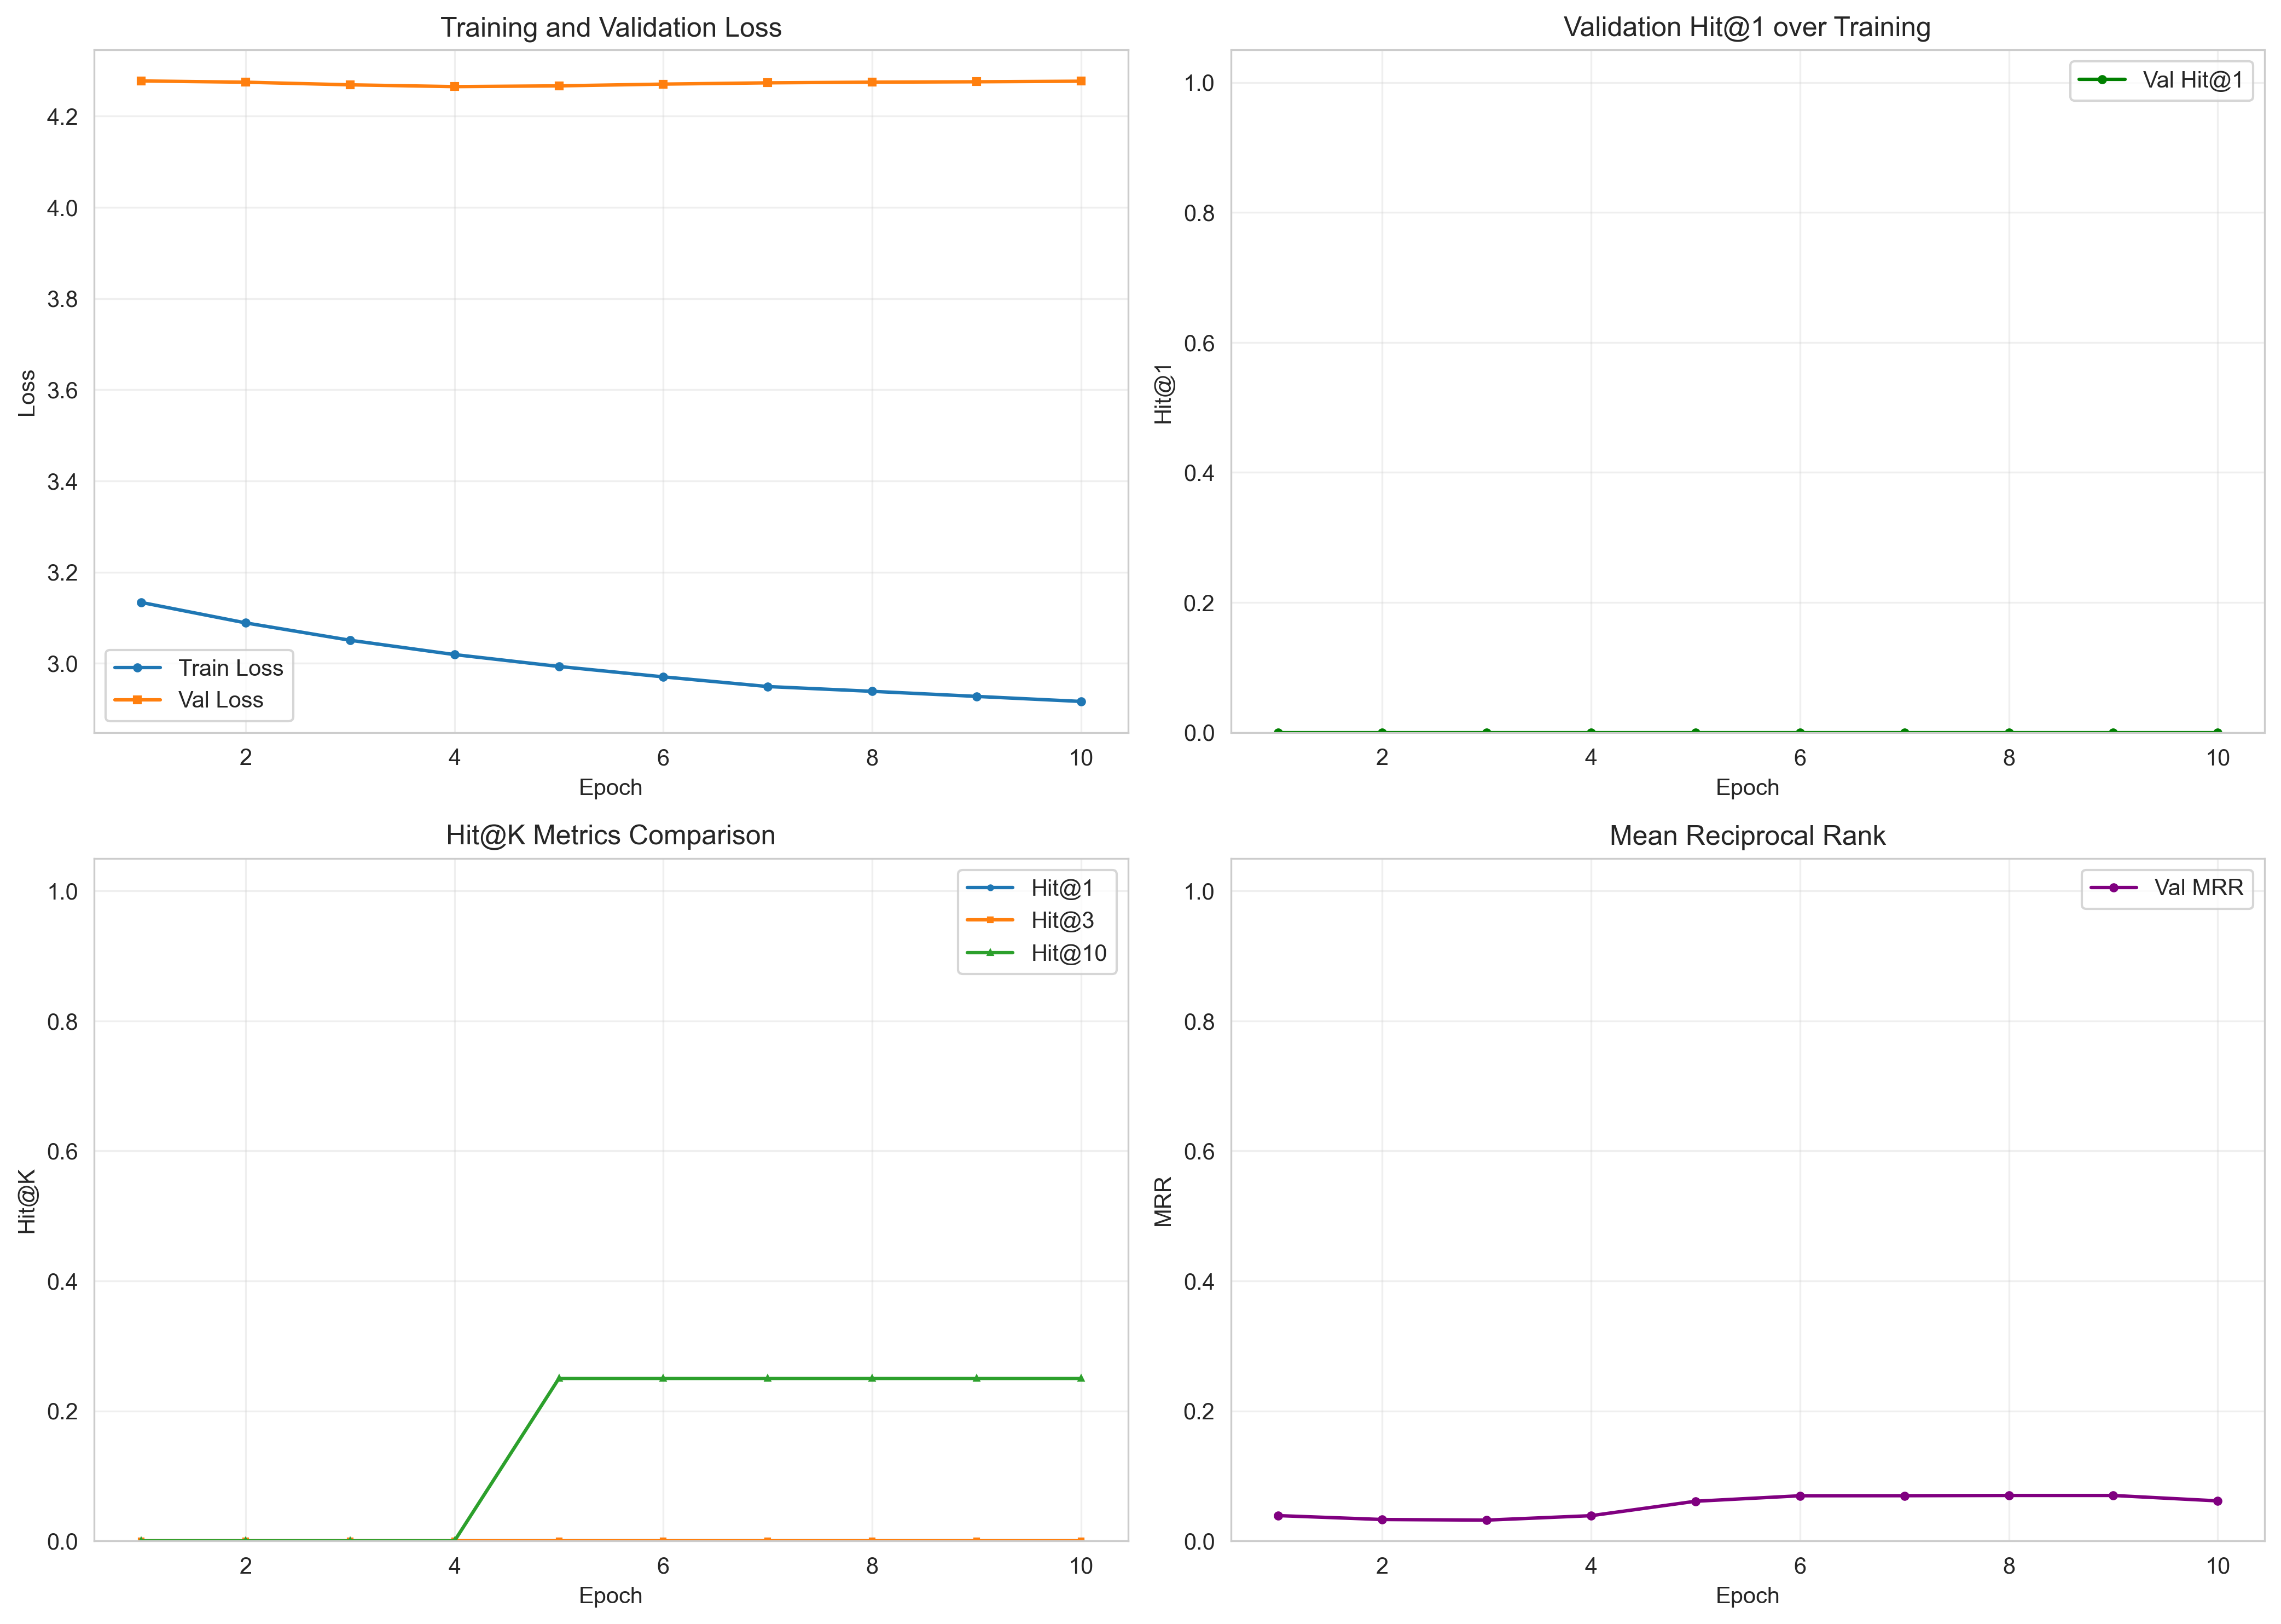 Training and Validation Loss
4.2
4.0
3.8
3.6
3.4
3.2
3.0
Loss
Train Loss
Val Loss
2 4 6 8 10
Epoch
Validation Hit@1 over Training
1.0
0.8
0.6
0.4
0.2
0.0
Hit@1
Val Hit@1
2 4 6 8 10
Epoch
Hit@K Metrics Comparison
1.0
0.8
0.6
0.4
0.2
0.0
Hit@K
Hit@1
Hit@3
Hit@10
2 4 6 8 10
Epoch
Mean Reciprocal Rank
1.0
0.8
0.6
0.4
0.2
0.0
MRR
Val MRR
2 4 6 8 10
Epoch